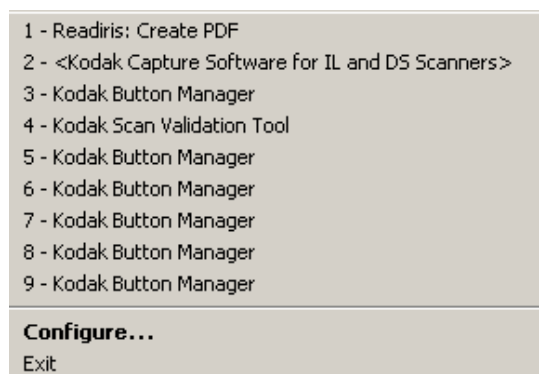 1 - Readiris: Create PDF
2 - <Kodak Capture Software for IL and DS Scanners>
3 - Kodak Button Manager
4 - Kodak Scan Validation Tool
5 - Kodak Button Manager
6 - Kodak Button Manager
7 - Kodak Button Manager
8 - Kodak Button Manager
9 - Kodak Button Manager
Configure...
Exit